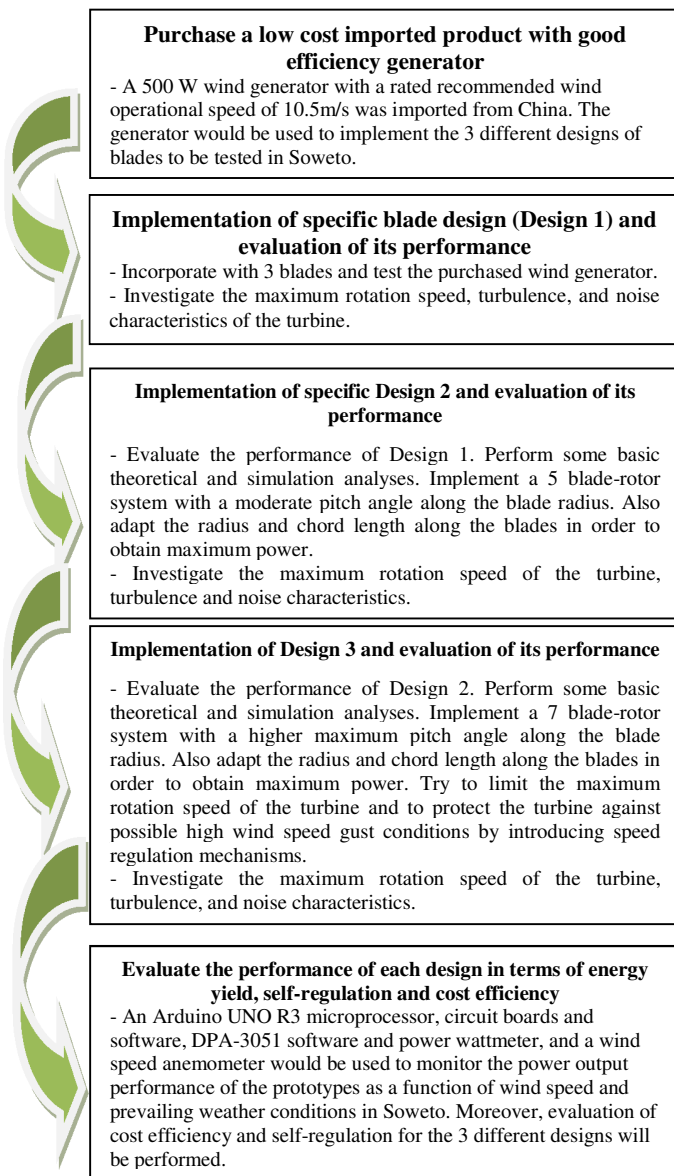 Purchase a low cost imported product with good
efficiency generator
- A 500 W wind generator with a rated recommended wind
operational speed of 10.5m/s was imported from China. The
generator would be used to implement the 3 different designs of
blades to be tested in Soweto.
Implementation of specific blade design (Design 1) and
evaluation of its performance
- Incorporate with 3 blades and test the purchased wind generator.
- Investigate the maximum rotation speed, turbulence, and noise
characteristics of the turbine.
Implementation of specific Design 2 and evaluation of its
performance
- Evaluate the performance of Design 1. Perform some basic
theoretical and simulation analyses. Implement a 5 blade-rotor
system with a moderate pitch angle along the blade radius. Also
adapt the radius and chord length along the blades in order to
obtain maximum power.
- Investigate the maximum rotation speed of the turbine,
turbulence and noise characteristics.
Implementation of Design 3 and evaluation of its performance
- Evaluate the performance of Design 2. Perform some basic
theoretical and simulation analyses. Implement a 7 blade-rotor
system with a higher maximum pitch angle along the blade
radius. Also adapt the radius and chord length along the blades in
order to obtain maximum power. Try to limit the maximum
rotation speed of the turbine and to protect the turbine against
possible high wind speed gust conditions by introducing speed
regulation mechanisms.
- Investigate the maximum rotation speed of the turbine,
turbulence, and noise characteristics.
Evaluate the performance of each design in terms of energy
yield, self-regulation and cost efficiency
- An Arduino UNO R3 microprocessor, circuit boards and
software, DPA-3051 software and power wattmeter, and a wind
speed anemometer would be used to monitor the power output
performance of the prototypes as a function of wind speed and
prevailing weather conditions in Soweto. Moreover, evaluation of
cost efficiency and self-regulation for the 3 different designs will
be performed.